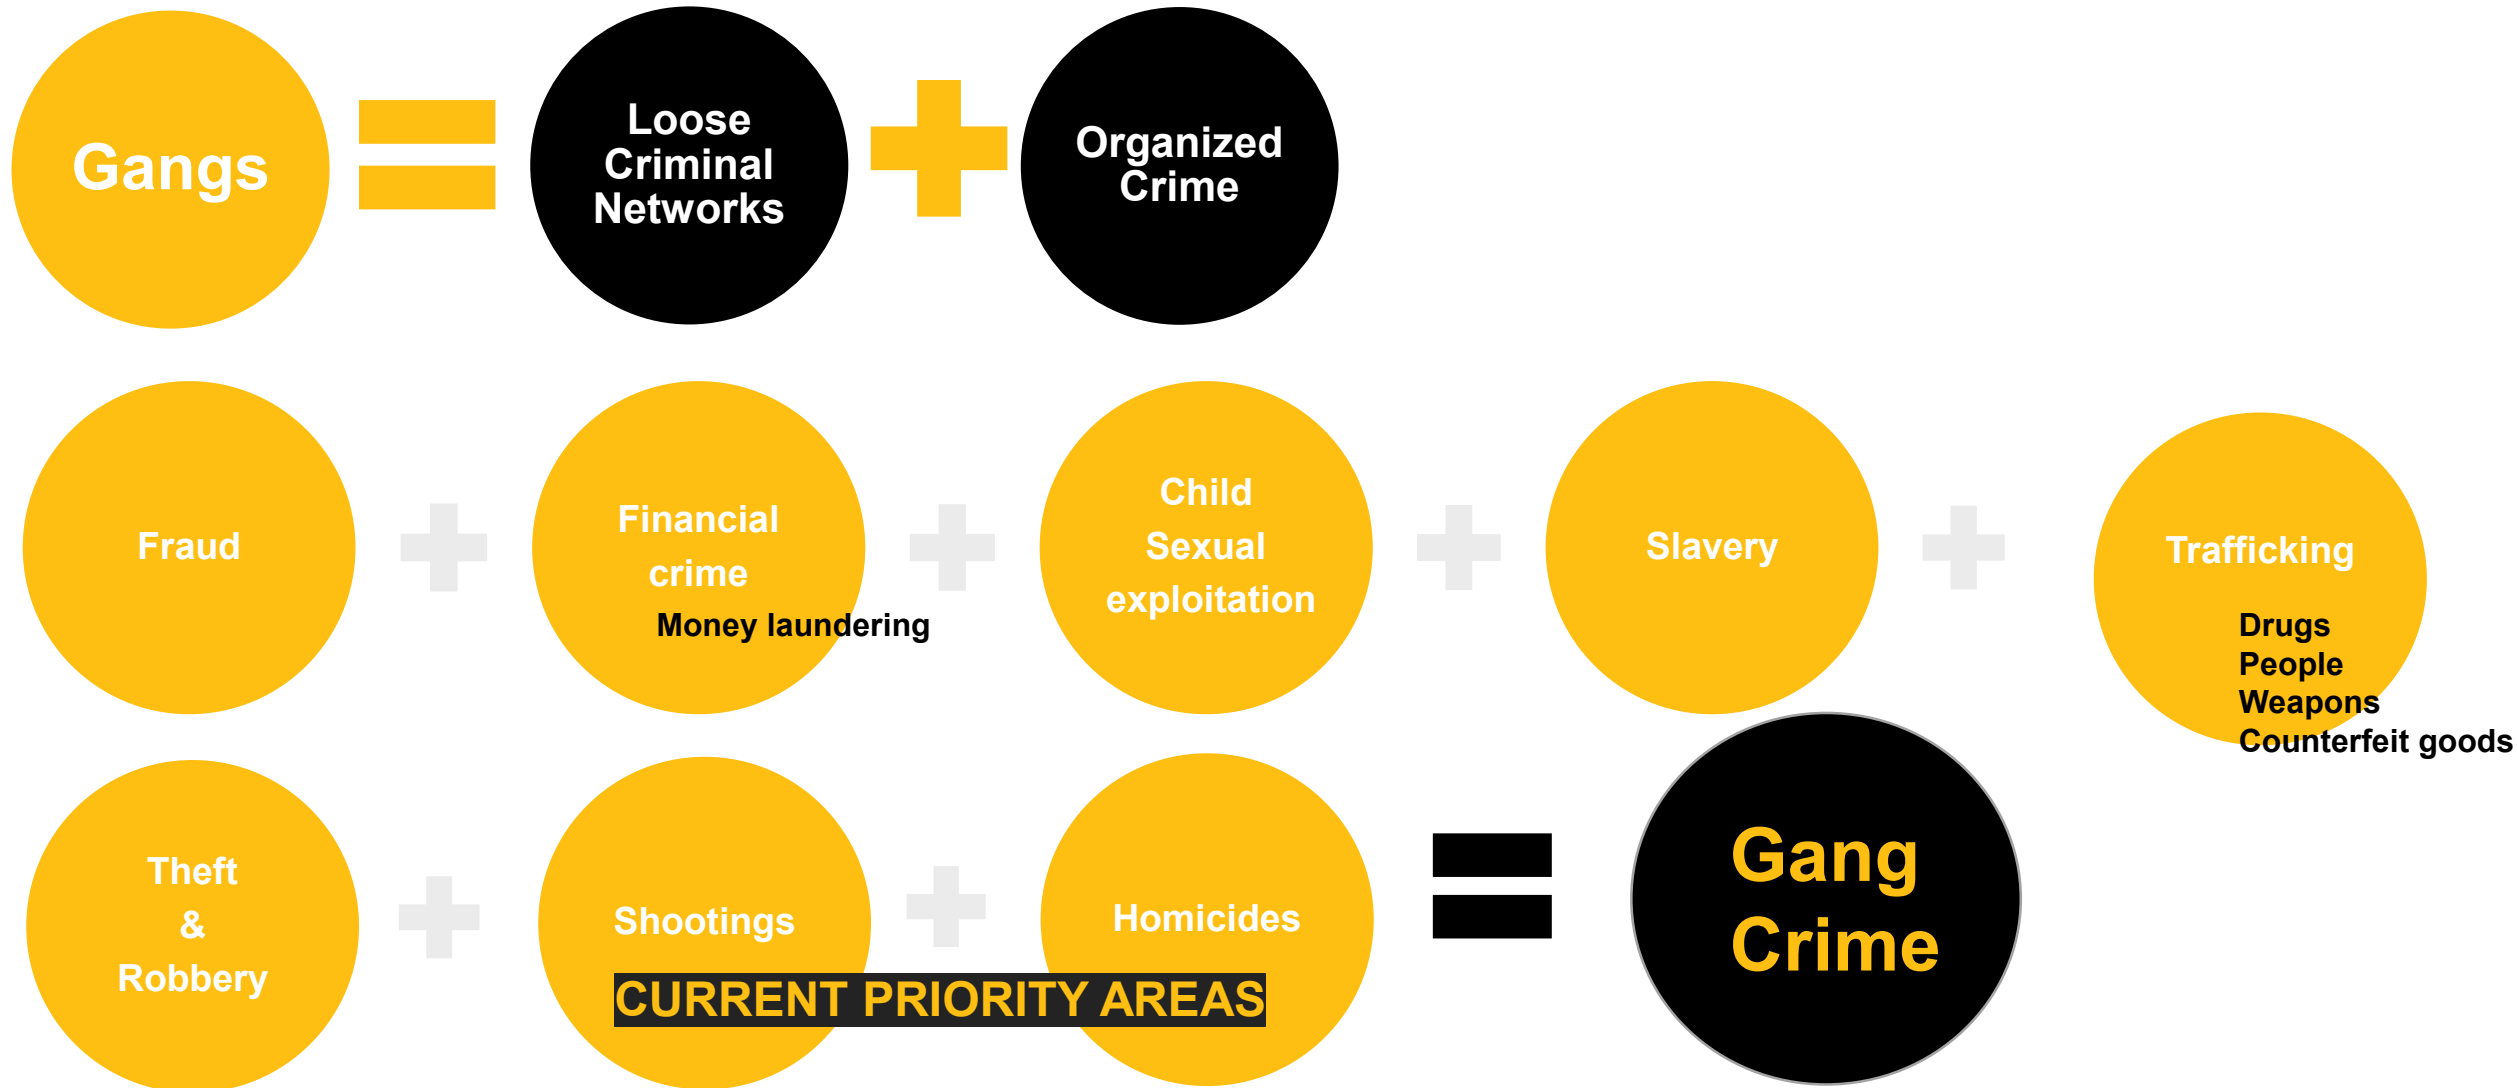 Gangs
Loose
Criminal
Networks
Organized
Crime
Fraud
Financial
crime
Money laundering
Child
Sexual
exploitation
Slavery
Trafficking
Drugs
People
Weapons
Counterfeit goods
Theft
&
Robbery
Shootings
Homicides
CURRENT PRIORITY AREAS
Gang
Crime